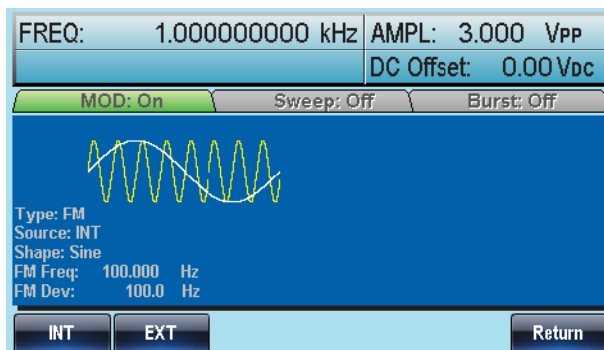 FREQ: 1.000000000 kHz AMPL: 3.000 VPP
DC Offset: 0.00 VDC
MOD: On Sweep: Off Burst: Off
Type: FM
Source: INT
Shape: Sine
FM Freq: 100.000 Hz
FM Dev: 100.0 Hz
INT EXT Return